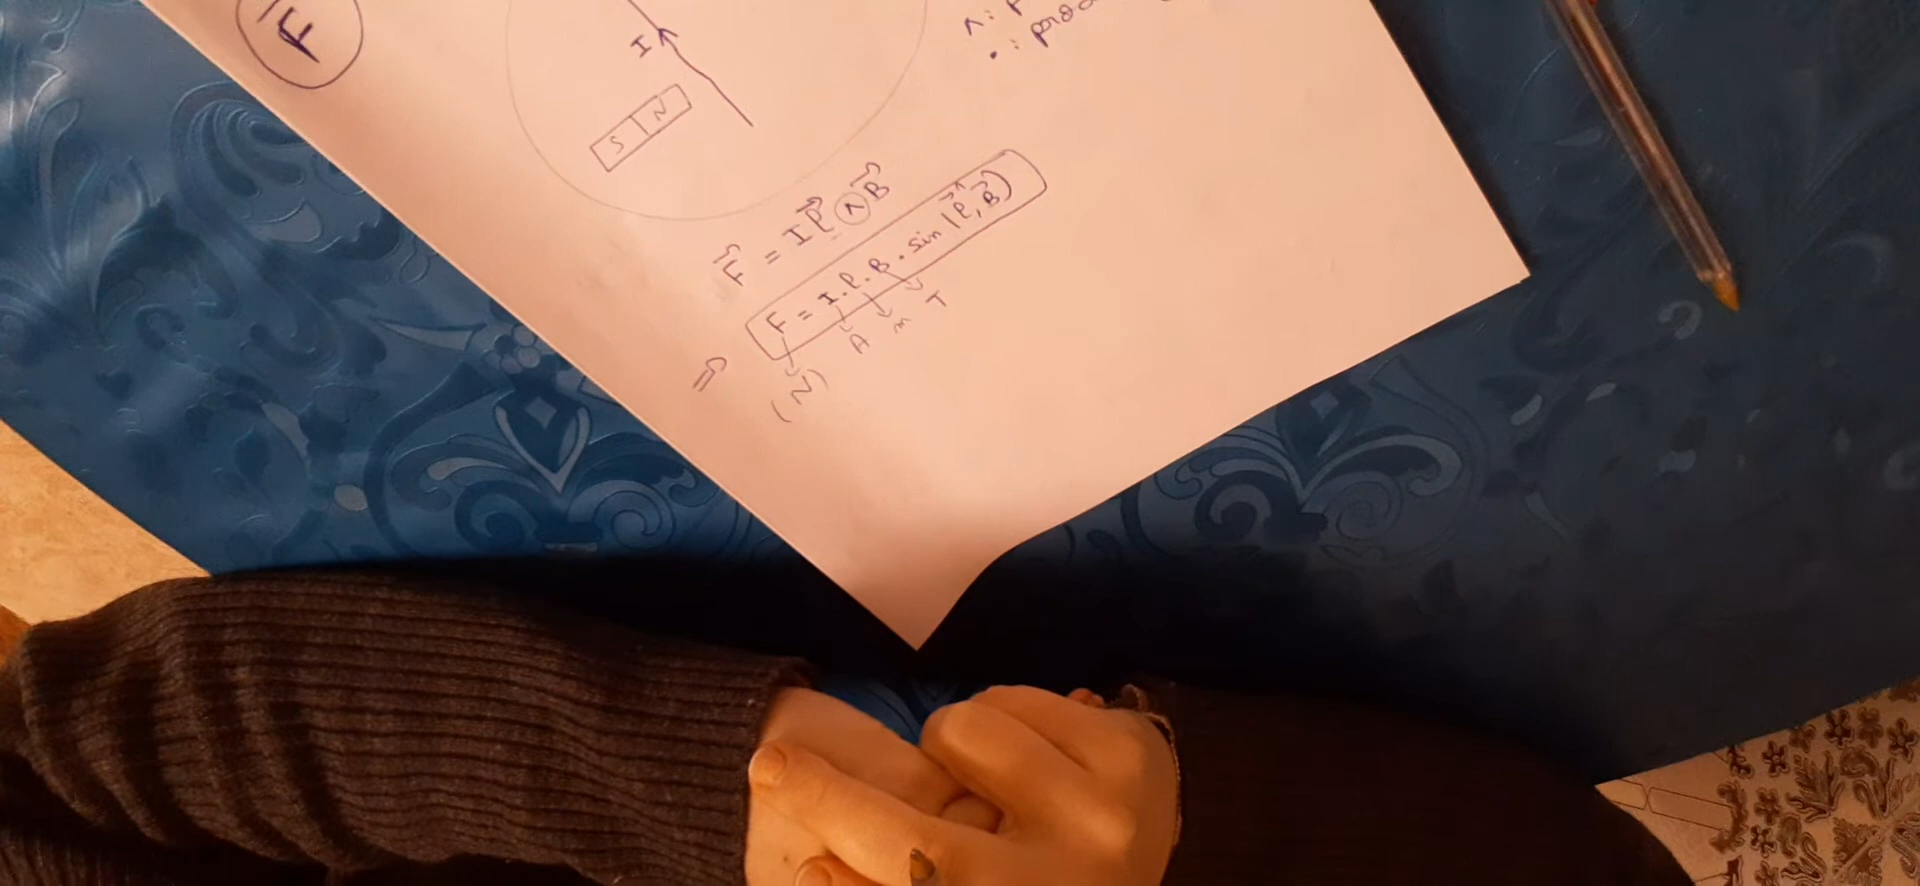 F
I
S N
∧ :
• :
F⃗ = I l⃗ ∧ B⃗
⇒ F = I . l . B . sin(l⃗, B⃗)
(N A m T